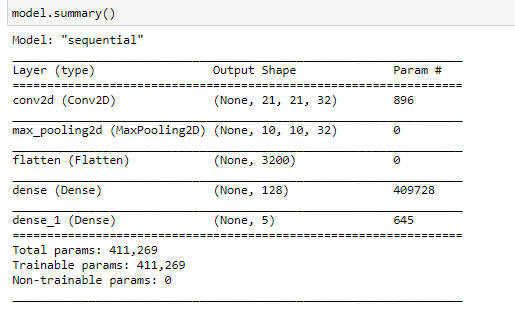 model.summary()
Model: "sequential"
_________________________________________________________________
Layer (type)                 Output Shape              Param #
=================================================================
conv2d (Conv2D)              (None, 21, 21, 32)        896
_________________________________________________________________
max_pooling2d (MaxPooling2D) (None, 10, 10, 32)        0
_________________________________________________________________
flatten (Flatten)            (None, 3200)              0
_________________________________________________________________
dense (Dense)                (None, 128)               409728
_________________________________________________________________
dense_1 (Dense)              (None, 5)                 645
=================================================================
Total params: 411,269
Trainable params: 411,269
Non-trainable params: 0
_________________________________________________________________